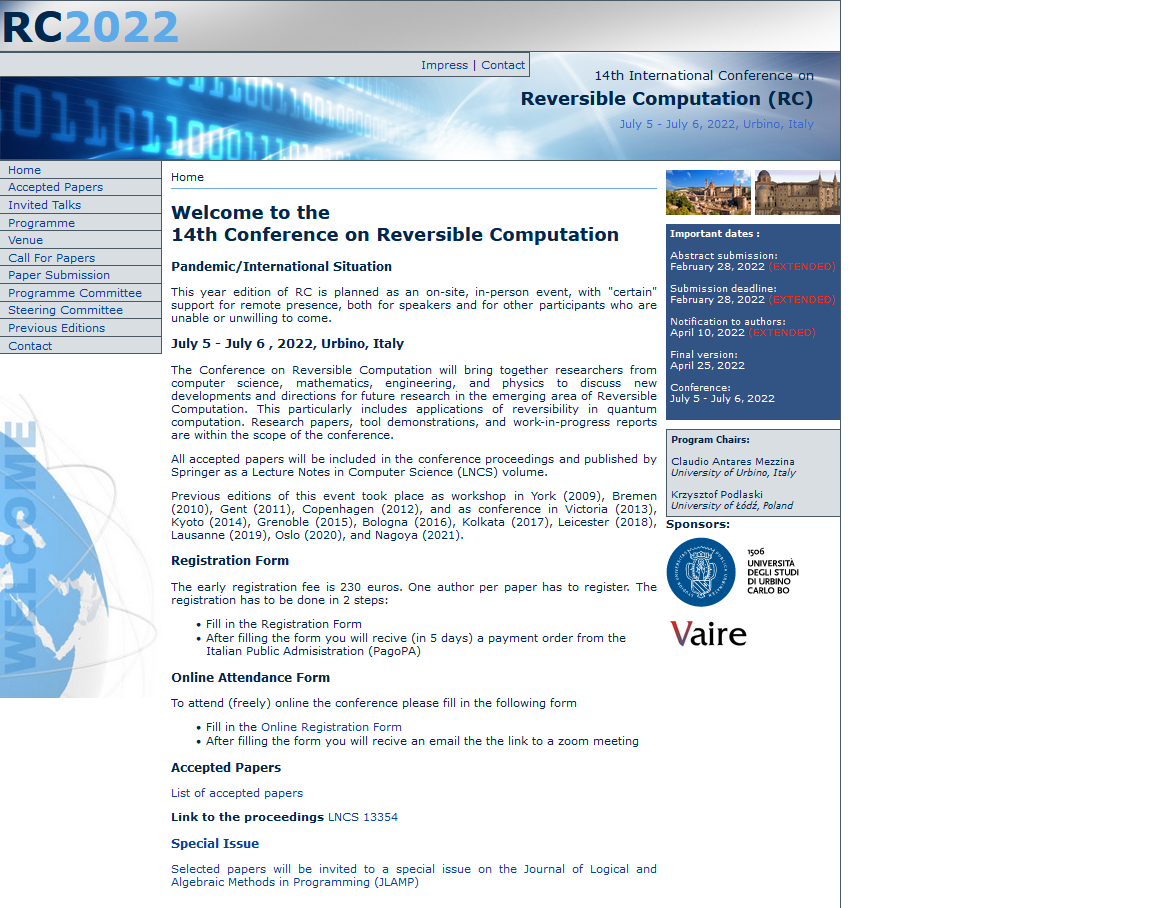 RC2022
Impress | Contact
14th International Conference on
Reversible Computation (RC)
July 5 - July 6, 2022, Urbino, Italy
Home
Accepted Papers
Invited Talks
Programme
Venue
Call For Papers
Paper Submission
Programme Committee
Steering Committee
Previous Editions
Contact
WELCOME
Home
Welcome to the
14th Conference on Reversible Computation
Pandemic/International Situation
This year edition of RC is planned as an on-site, in-person event, with "certain"
support for remote presence, both for speakers and for other participants who are
unable or unwilling to come.
July 5 - July 6 , 2022, Urbino, Italy
The Conference on Reversible Computation will bring together researchers from
computer science, mathematics, engineering, and physics to discuss new
developments and directions for future research in the emerging area of Reversible
Computation. This particularly includes applications of reversibility in quantum
computation. Research papers, tool demonstrations, and work-in-progress reports
are within the scope of the conference.
All accepted papers will be included in the conference proceedings and published by
Springer as a Lecture Notes in Computer Science (LNCS) volume.
Previous editions of this event took place as workshop in York (2009), Bremen
(2010), Gent (2011), Copenhagen (2012), and as conference in Victoria (2013),
Kyoto (2014), Grenoble (2015), Bologna (2016), Kolkata (2017), Leicester (2018),
Lausanne (2019), Oslo (2020), and Nagoya (2021).
Registration Form
The early registration fee is 230 euros. One author per paper has to register. The
registration has to be done in 2 steps:
• Fill in the Registration Form
• After filling the form you will recive (in 5 days) a payment order from the
Italian Public Admisistration (PagoPA)
Online Attendance Form
To attend (freely) online the conference please fill in the following form
• Fill in the Online Registration Form
• After filling the form you will recive an email the the link to a zoom meeting
Accepted Papers
List of accepted papers
Link to the proceedings LNCS 13354
Special Issue
Selected papers will be invited to a special issue on the Journal of Logical and
Algebraic Methods in Programming (JLAMP)
Important dates :
Abstract submission:
February 28, 2022 (EXTENDED)
Submission deadline:
February 28, 2022 (EXTENDED)
Notification to authors:
April 10, 2022 (EXTENDED)
Final version:
April 25, 2022
Conference:
July 5 - July 6, 2022
Program Chairs:
Claudio Antares Mezzina
University of Urbino, Italy
Krzysztof Podlaski
University of Łódź, Poland
Sponsors:
1506
UNIVERSITÀ
DEGLI STUDI
DI URBINO
CARLO BO
Vaire